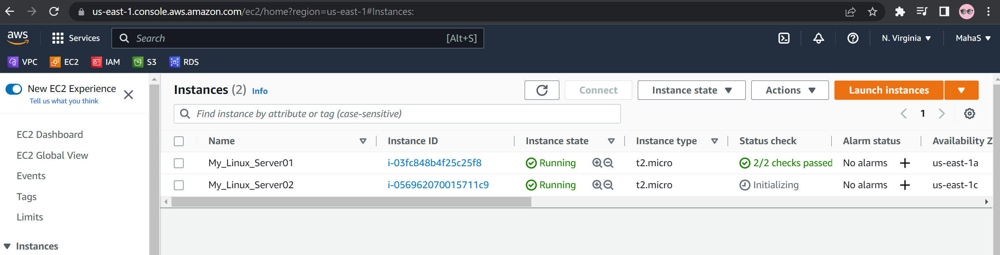 us-east-1.console.aws.amazon.com/ec2/home?region=us-east-1#Instances:
aws Services Search [Alt+S] N. Virginia MahaS
VPC EC2 IAM S3 RDS
New EC2 Experience
Tell us what you think
Instances (2) Info Connect Instance state Actions Launch instances
Find instance by attribute or tag (case-sensitive) 1
EC2 Dashboard
EC2 Global View
Events
Tags
Limits
Instances
Name Instance ID Instance state Instance type Status check Alarm status Availability Z
My_Linux_Server01 i-03fc848b4f25c25f8 Running t2.micro 2/2 checks passed No alarms + us-east-1a
My_Linux_Server02 i-056962070015711c9 Running t2.micro Initializing No alarms + us-east-1c